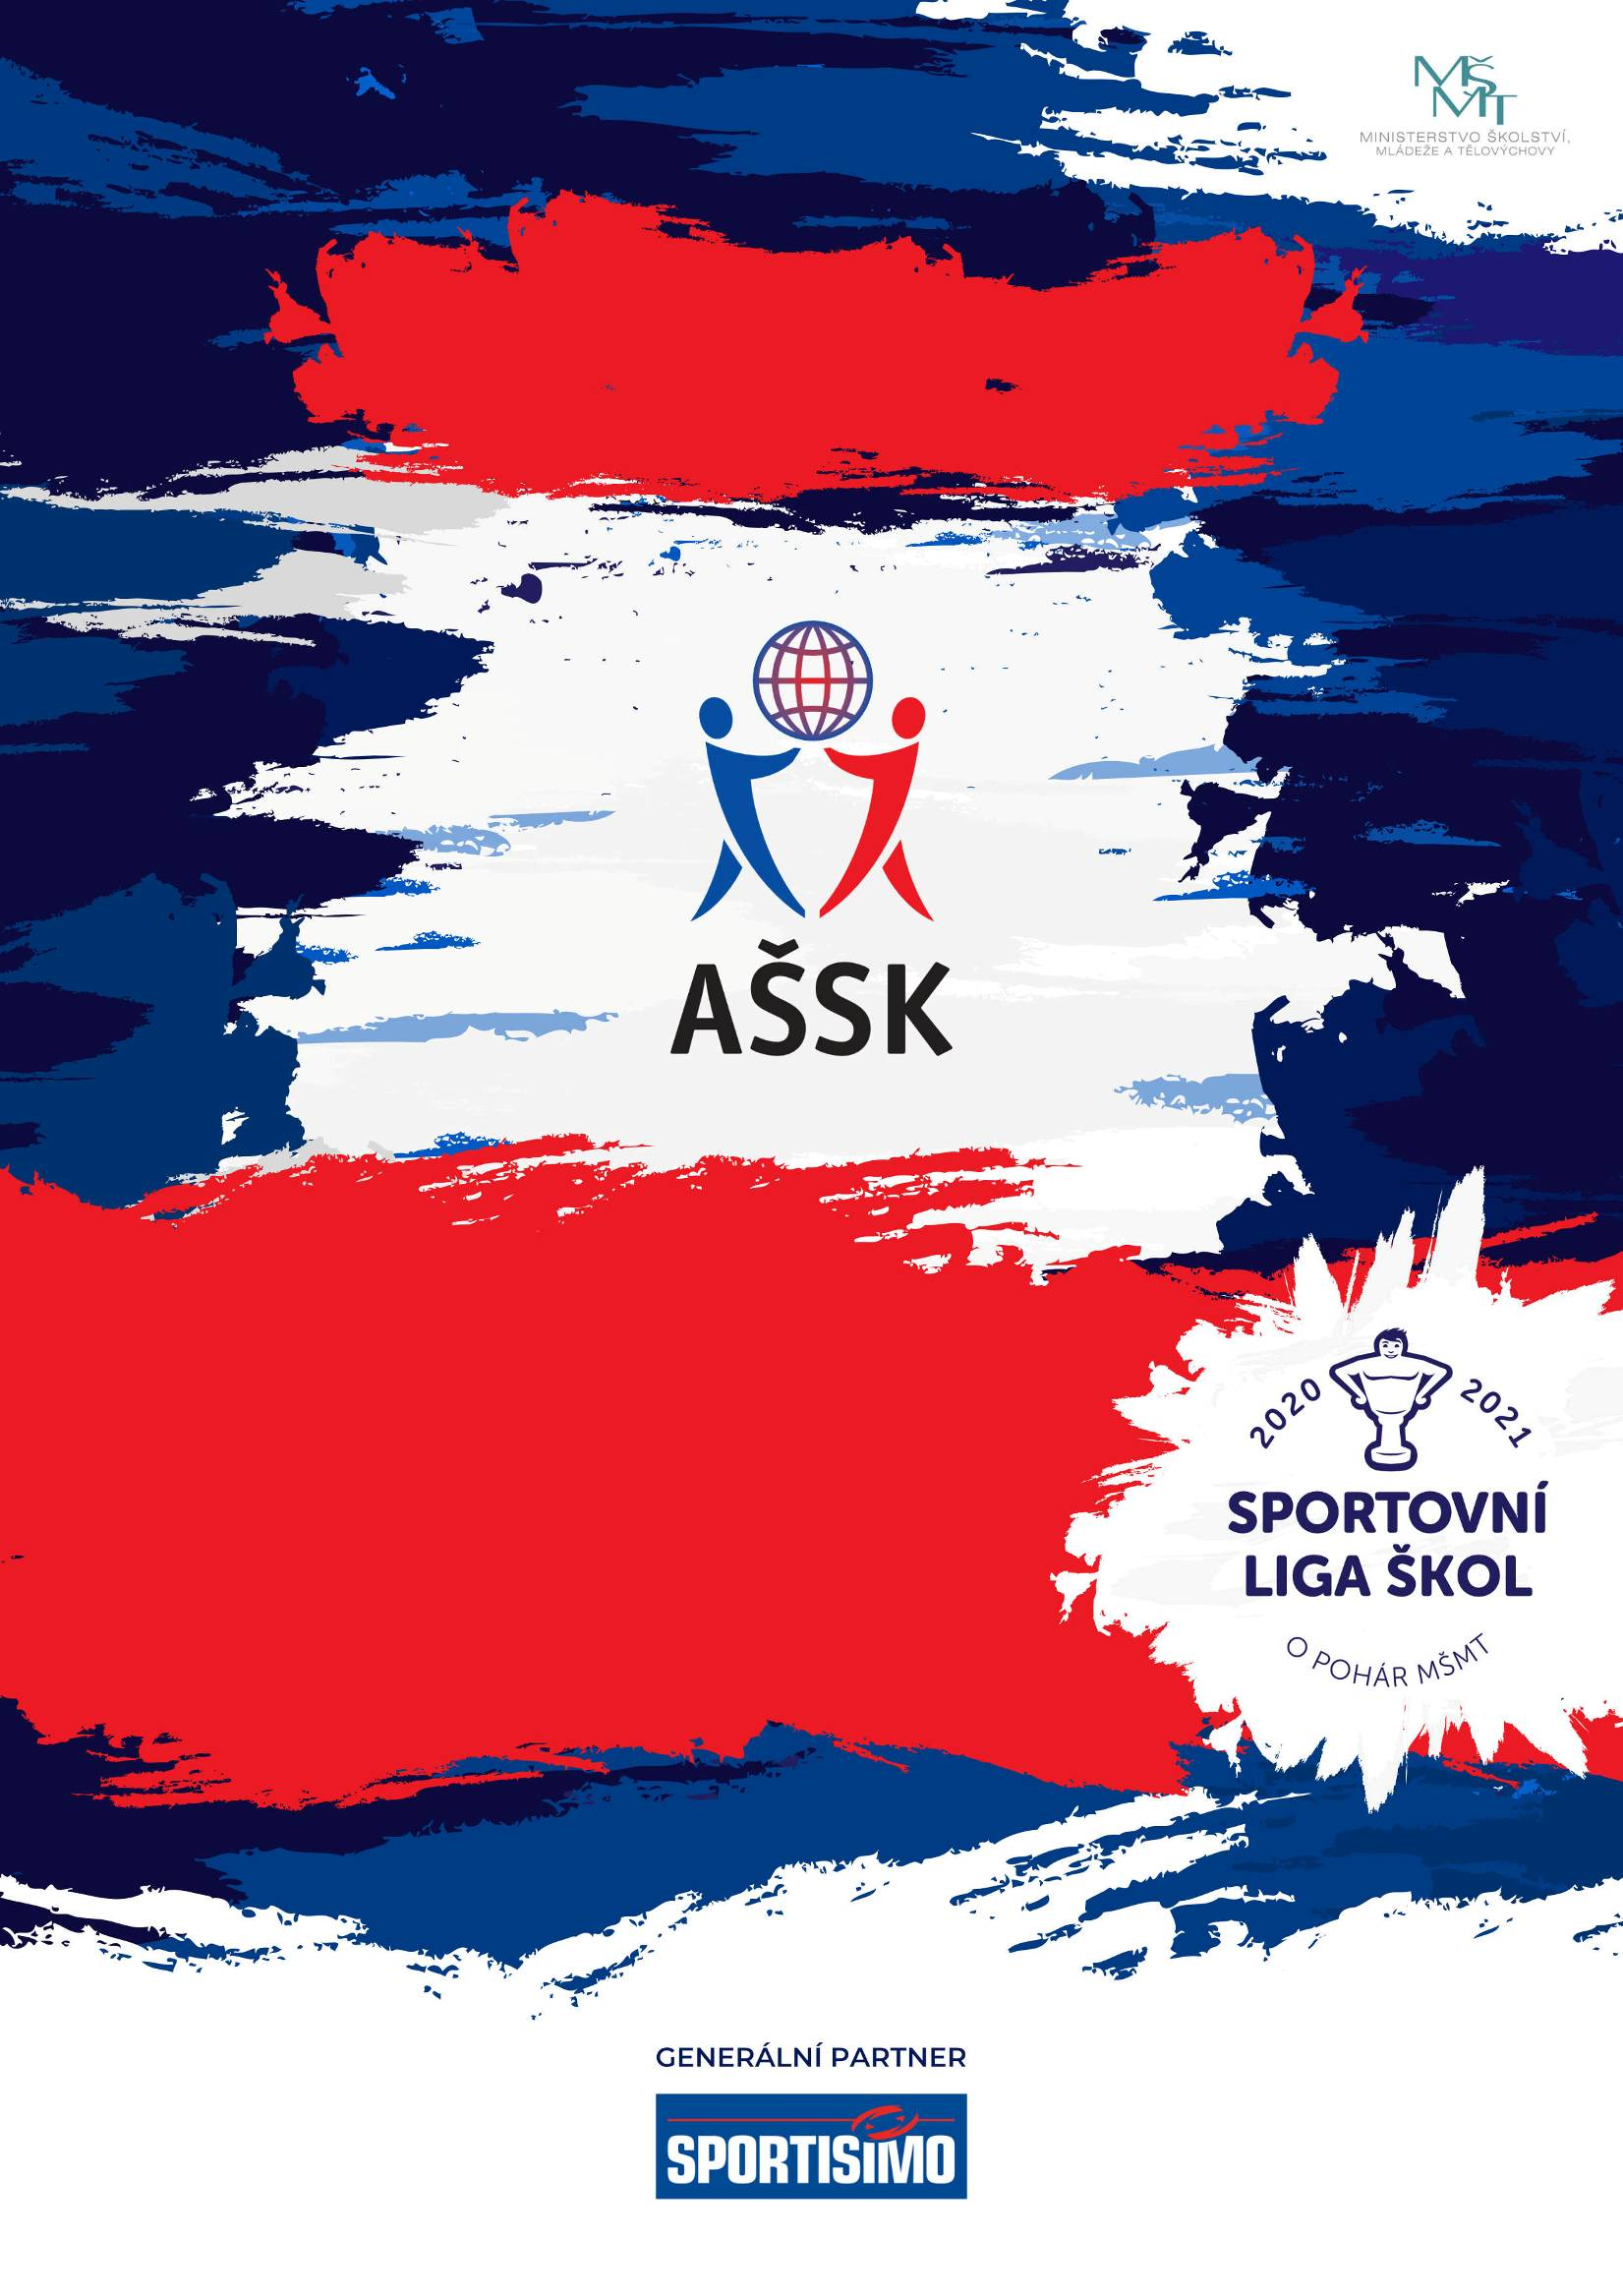 MŠMT
MINISTERSTVO ŠKOLSTVÍ,
MLÁDEŽE A TĚLOVÝCHOVY
AŠSK
2020 2021
SPORTOVNÍ
LIGA ŠKOL
O POHÁR MŠMT
GENERÁLNÍ PARTNER
SPORTISIMO